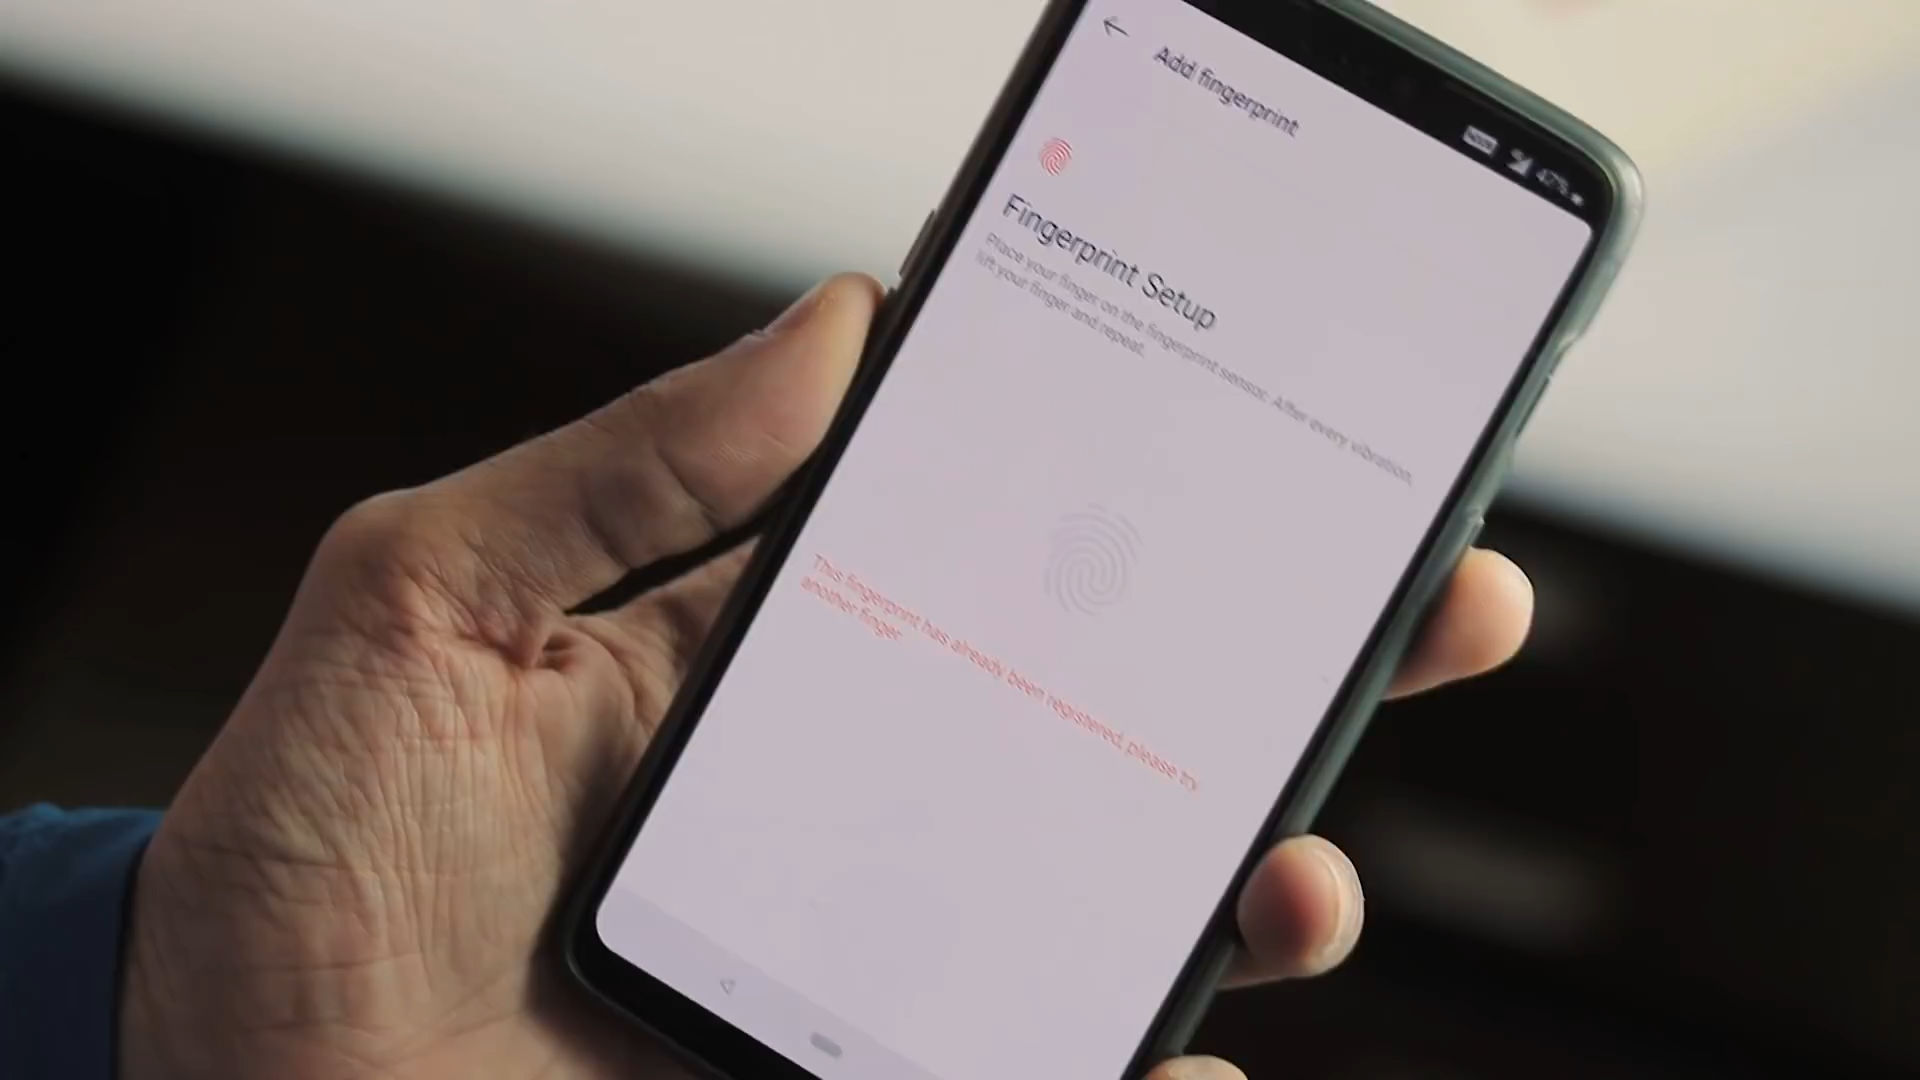 Add fingerprint
47%
Fingerprint Setup
Place your finger on the fingerprint sensor. After every vibration,
lift your finger and repeat.
This fingerprint has already been registered, please try
another finger.